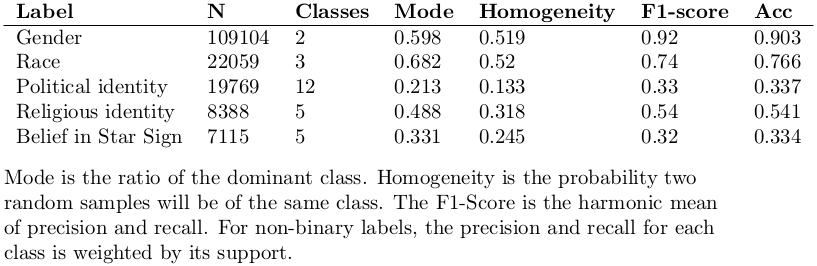 Label N Classes Mode Homogeneity F1-score Acc
Gender 109104 2 0.598 0.519 0.92 0.903
Race 22059 3 0.682 0.52 0.74 0.766
Political identity 19769 12 0.213 0.133 0.33 0.337
Religious identity 8388 5 0.488 0.318 0.54 0.541
Belief in Star Sign 7115 5 0.331 0.245 0.32 0.334
Mode is the ratio of the dominant class. Homogeneity is the probability two
random samples will be of the same class. The F1-Score is the harmonic mean
of precision and recall. For non-binary labels, the precision and recall for each
class is weighted by its support.